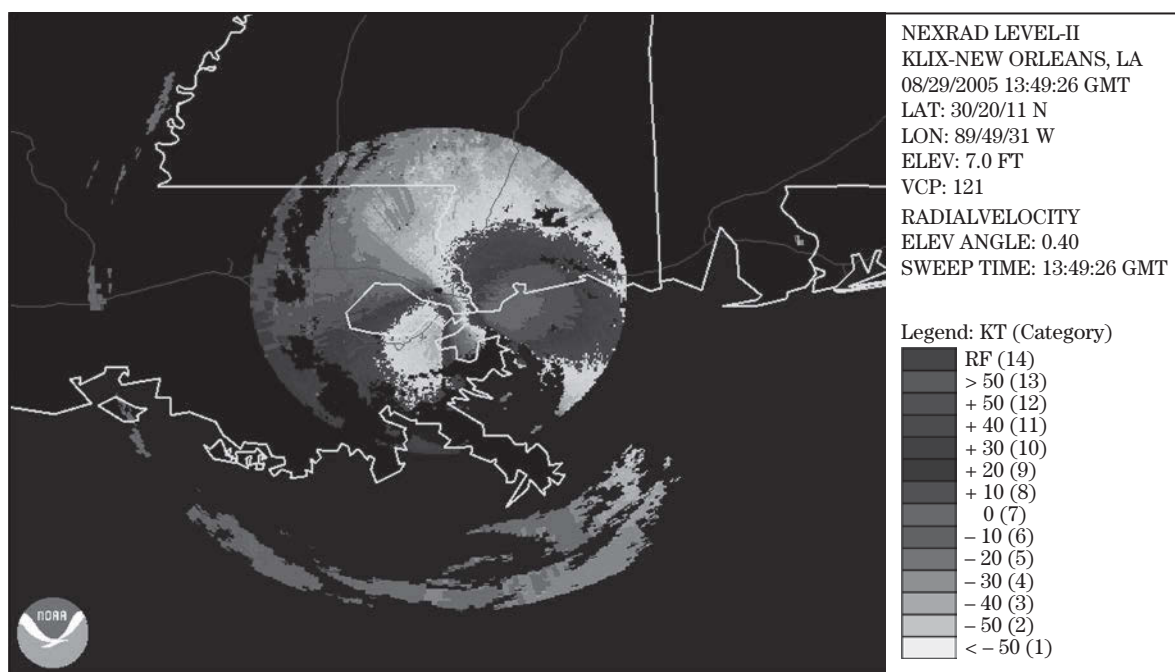 NEXRAD LEVEL-II
KLIX-NEW ORLEANS, LA
08/29/2005 13:49:26 GMT
LAT: 30/20/11 N
LON: 89/49/31 W
ELEV: 7.0 FT
VCP: 121
RADIALVELOCITY
ELEV ANGLE: 0.40
SWEEP TIME: 13:49:26 GMT
Legend: KT (Category)
RF (14)
> 50 (13)
+ 50 (12)
+ 40 (11)
+ 30 (10)
+ 20 (9)
+ 10 (8)
0 (7)
– 10 (6)
– 20 (5)
– 30 (4)
– 40 (3)
– 50 (2)
< – 50 (1)
NOAA